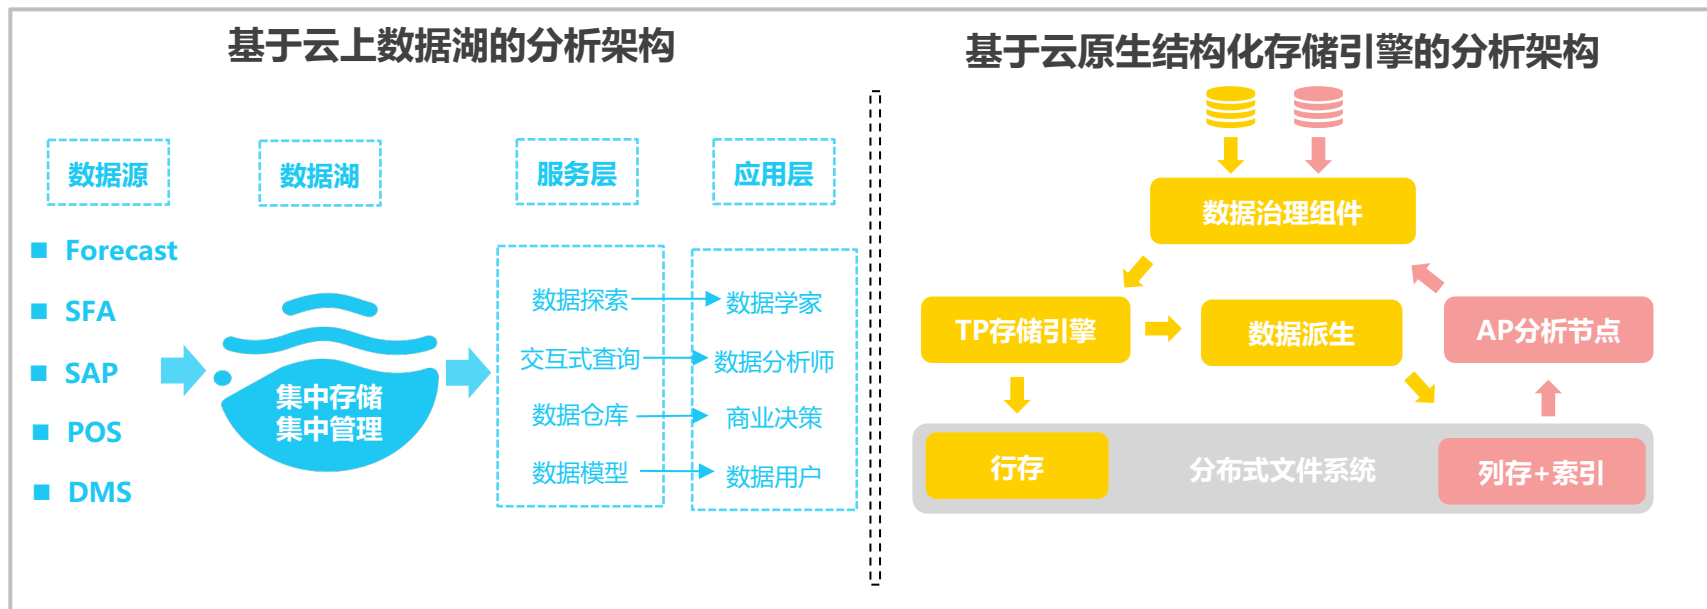 基于云上数据湖的分析架构
数据源
数据湖
服务层
应用层
Forecast
SFA
SAP
POS
DMS
集中存储
集中管理
数据探索
数据学家
交互式查询
数据分析师
数据仓库
商业决策
数据模型
数据用户
基于云原生结构化存储引擎的分析架构
数据治理组件
TP存储引擎
数据派生
AP分析节点
行存
分布式文件系统
列存+索引